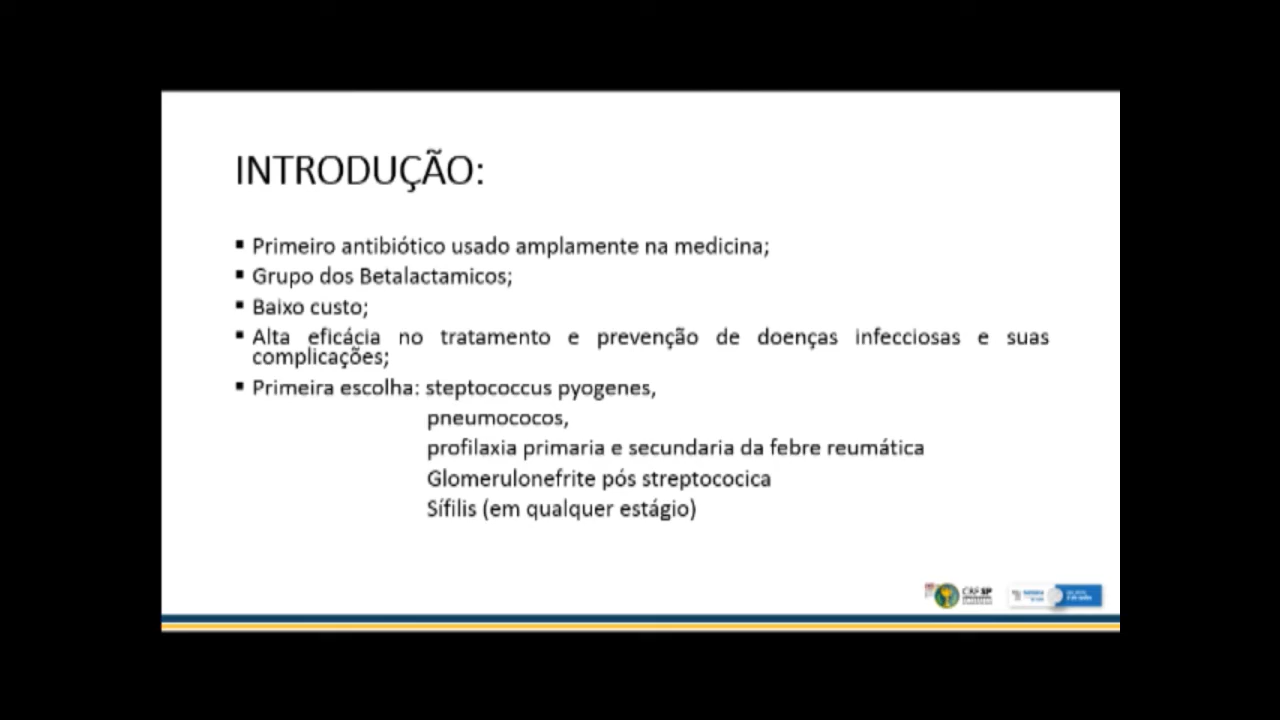 INTRODUÇÃO:
▪ Primeiro antibiótico usado amplamente na medicina;
▪ Grupo dos Betalactamicos;
▪ Baixo custo;
▪ Alta eficácia no tratamento e prevenção de doenças infecciosas e suas
complicações;
▪ Primeira escolha: steptococcus pyogenes,
pneumococos,
profilaxia primaria e secundaria da febre reumática
Glomerulonefrite pós streptococica
Sífilis (em qualquer estágio)
CRF SP